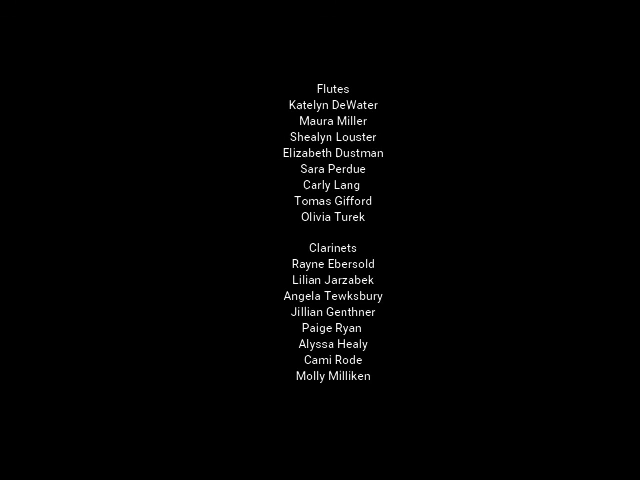 Flutes
Katelyn DeWater
Maura Miller
Shealyn Louster
Elizabeth Dustman
Sara Perdue
Carly Lang
Tomas Gifford
Olivia Turek
Clarinets
Rayne Ebersold
Lilian Jarzabek
Angela Tewksbury
Jillian Genthner
Paige Ryan
Alyssa Healy
Cami Rode
Molly Milliken